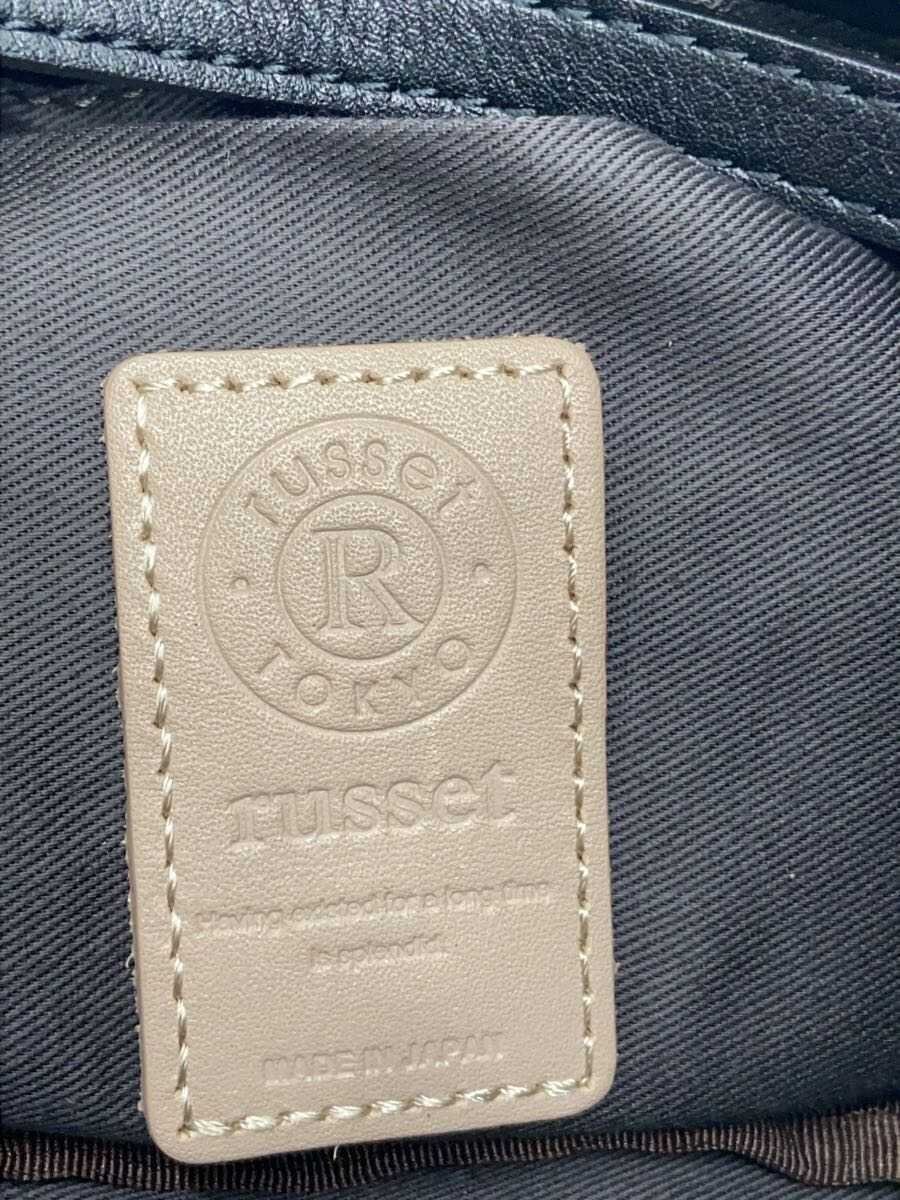 russet
R
TOKYO
russet
Having existed for a long time
is splendid.
MADE IN JAPAN